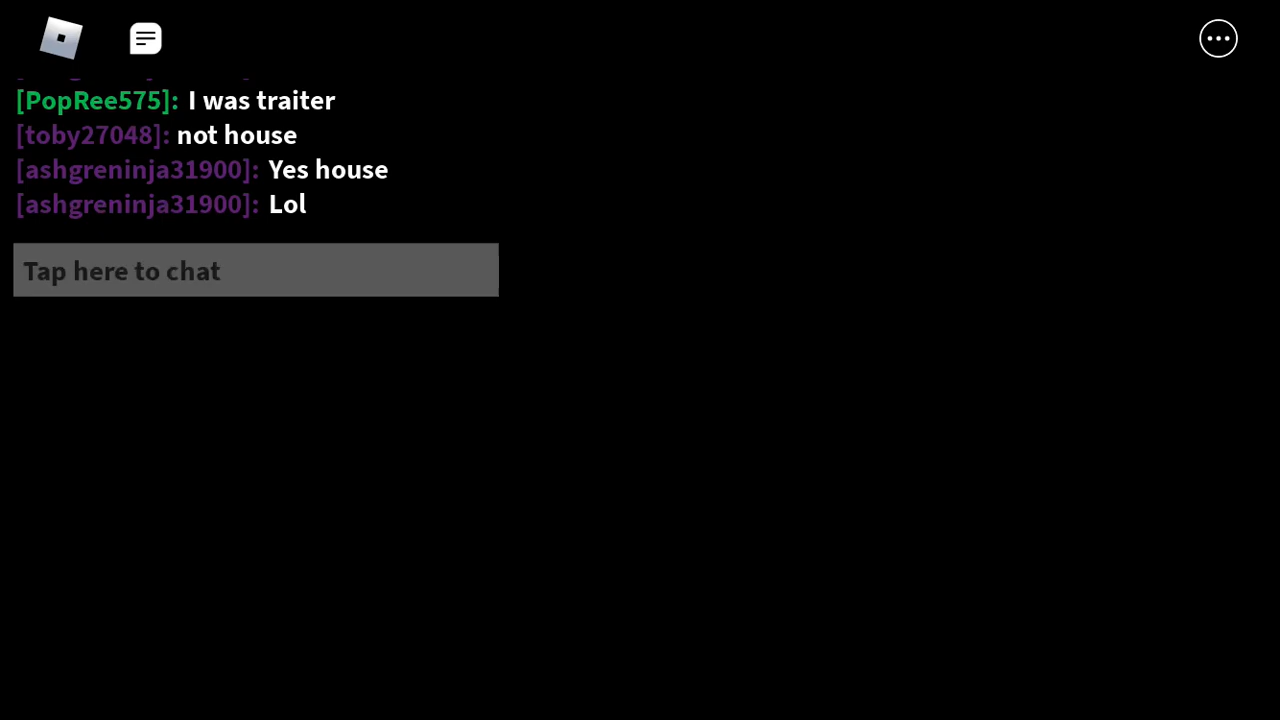 [PopRee575]: I was traiter
[toby27048]: not house
[ashgreninja31900]: Yes house
[ashgreninja31900]: Lol
Tap here to chat